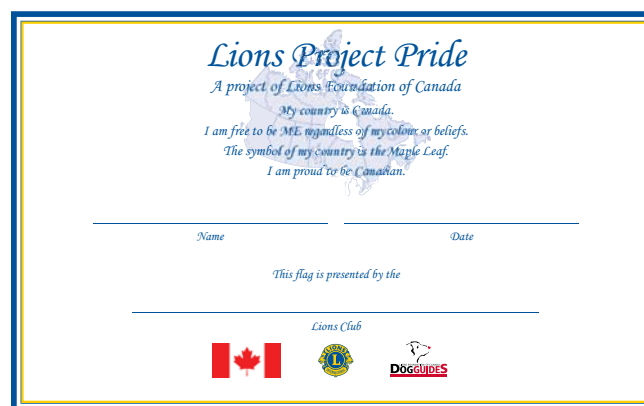 Lions Project Pride
A project of Lions Foundation of Canada
My country is Canada.
I am free to be ME regardless of my colour or beliefs.
The symbol of my country is the Maple Leaf.
I am proud to be Canadian.
Name
Date
This flag is presented by the
Lions Club
LIONS
L
DOGGUIDES